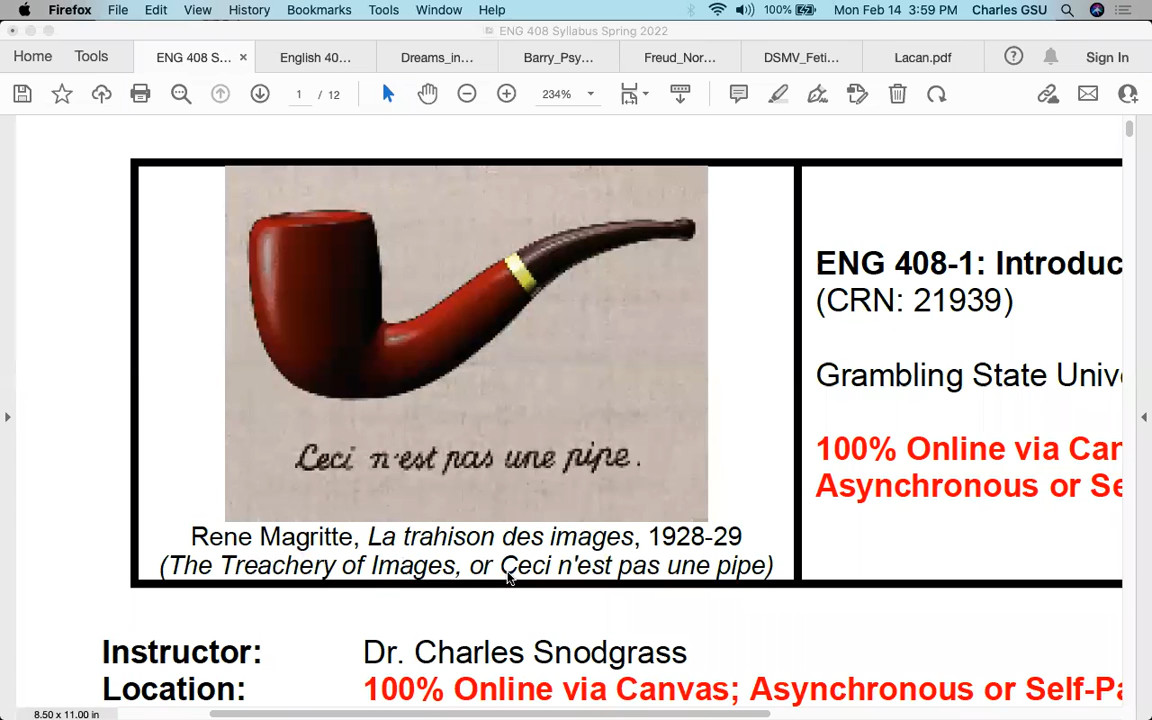 Firefox File Edit View History Bookmarks Tools Window Help 100% Mon Feb 14 3:59 PM Charles GSU
ENG 408 Syllabus Spring 2022
Home Tools ENG 408 S... × English 40... Dreams_in... Barry_Psy... Freud_Nor... DSMV_Feti... Lacan.pdf Sign In
1 / 12 234%
Ceci n'est pas une pipe.
Rene Magritte, La trahison des images, 1928-29
(The Treachery of Images, or Ceci n'est pas une pipe)
ENG 408-1: Introduc
(CRN: 21939)
Grambling State Univ
100% Online via Can
Asynchronous or Se
Instructor: Dr. Charles Snodgrass
Location: 100% Online via Canvas; Asynchronous or Self-Pa
8.50 x 11.00 in